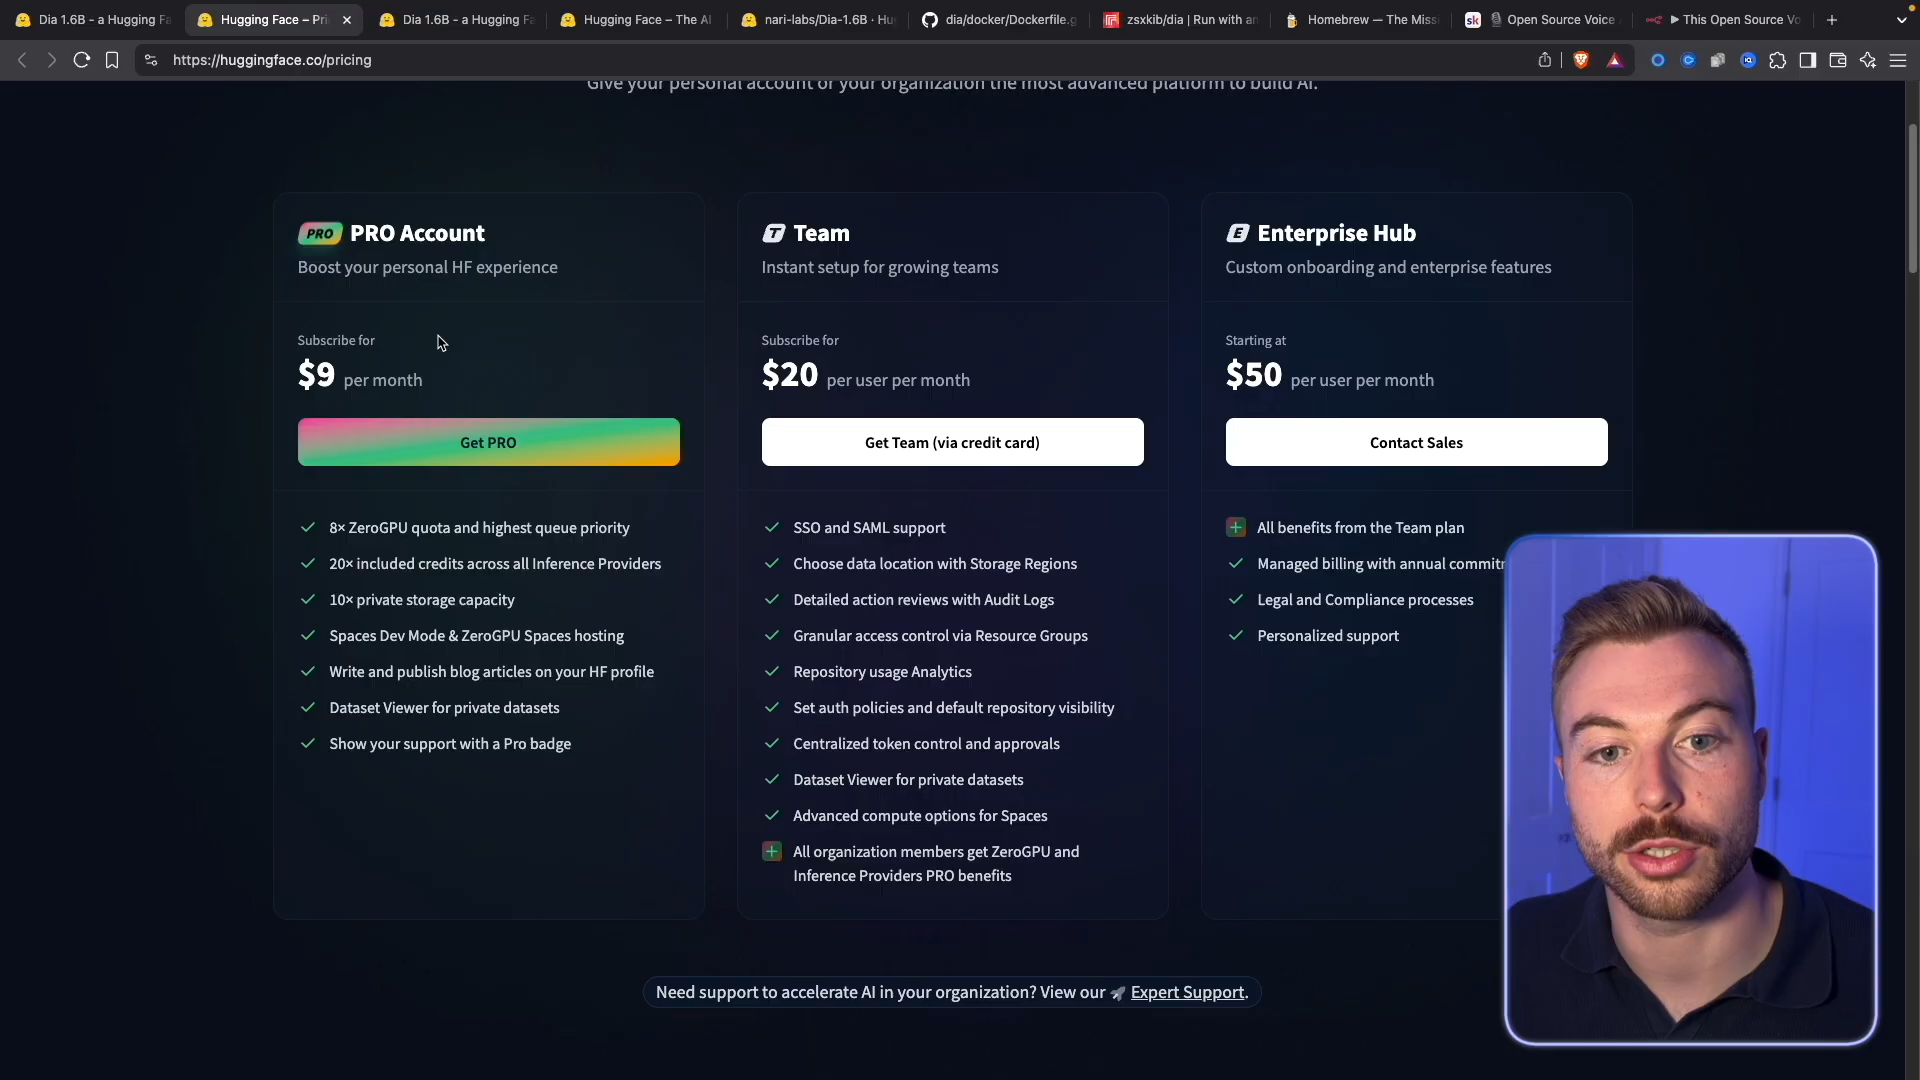 Dia 1.6B - a Hugging Fa
Hugging Face – Pri
Dia 1.6B - a Hugging Fa
Hugging Face – The AI
nari-labs/Dia-1.6B · Hu
dia/docker/Dockerfile.g
zsxkib/dia | Run with an
Homebrew — The Missi
Open Source Voice
This Open Source Vo
https://huggingface.co/pricing
Give your personal account or your organization the most advanced platform to build AI.
PRO PRO Account
Boost your personal HF experience
Subscribe for
$9 per month
Get PRO
8× ZeroGPU quota and highest queue priority
20× included credits across all Inference Providers
10× private storage capacity
Spaces Dev Mode & ZeroGPU Spaces hosting
Write and publish blog articles on your HF profile
Dataset Viewer for private datasets
Show your support with a Pro badge
T Team
Instant setup for growing teams
Subscribe for
$20 per user per month
Get Team (via credit card)
SSO and SAML support
Choose data location with Storage Regions
Detailed action reviews with Audit Logs
Granular access control via Resource Groups
Repository usage Analytics
Set auth policies and default repository visibility
Centralized token control and approvals
Dataset Viewer for private datasets
Advanced compute options for Spaces
All organization members get ZeroGPU and
Inference Providers PRO benefits
E Enterprise Hub
Custom onboarding and enterprise features
Starting at
$50 per user per month
Contact Sales
All benefits from the Team plan
Managed billing with annual commitm
Legal and Compliance processes
Personalized support
Need support to accelerate AI in your organization? View our 🚀 Expert Support.